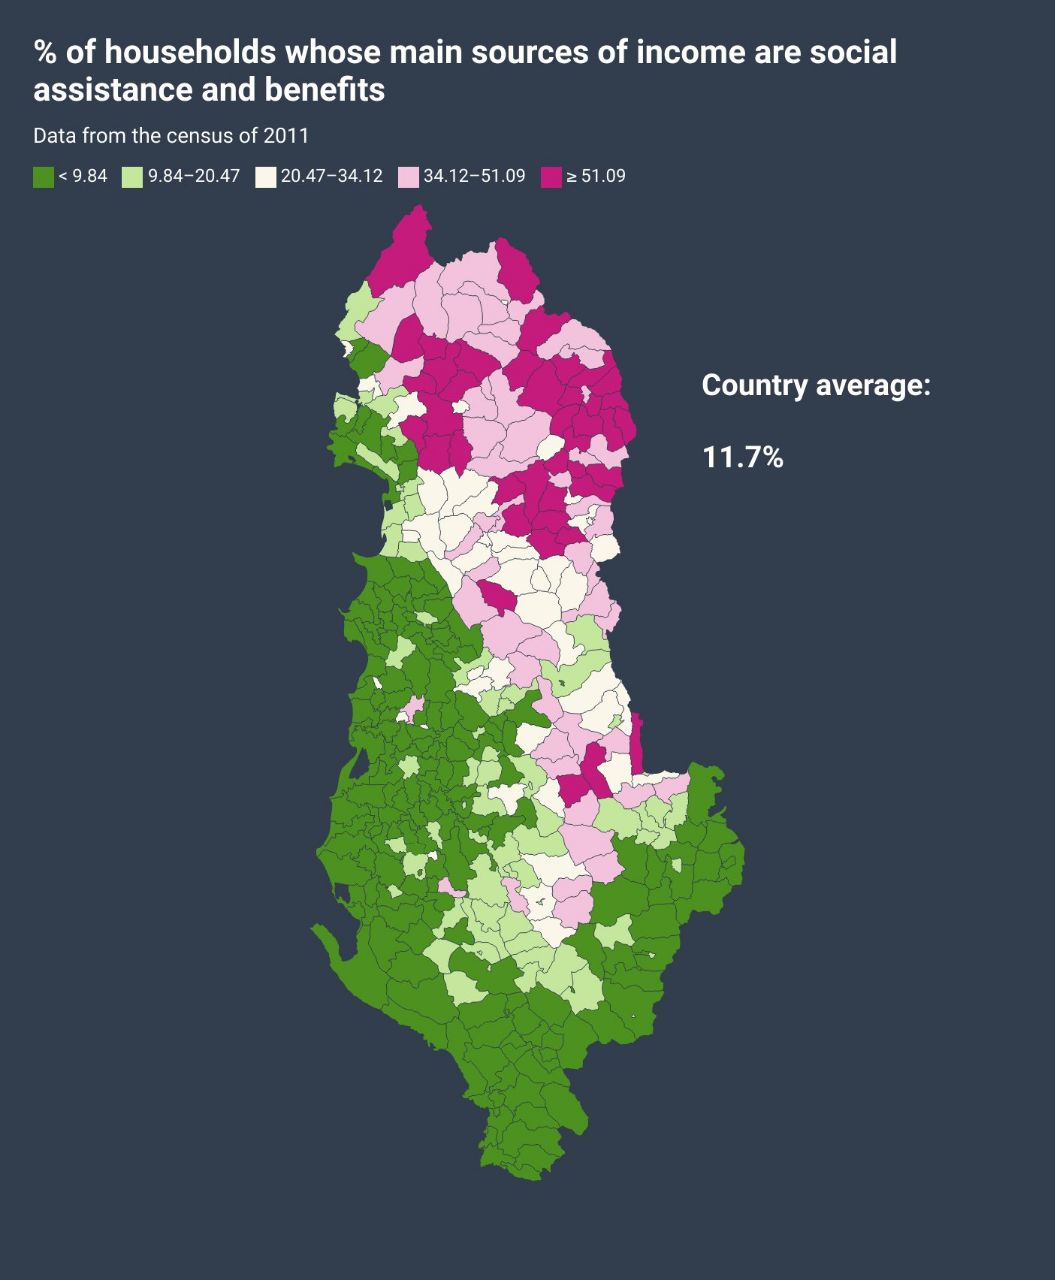 % of households whose main sources of income are social
assistance and benefits
Data from the census of 2011
< 9.84 9.84–20.47 20.47–34.12 34.12–51.09 ≥ 51.09
Country average:
11.7%